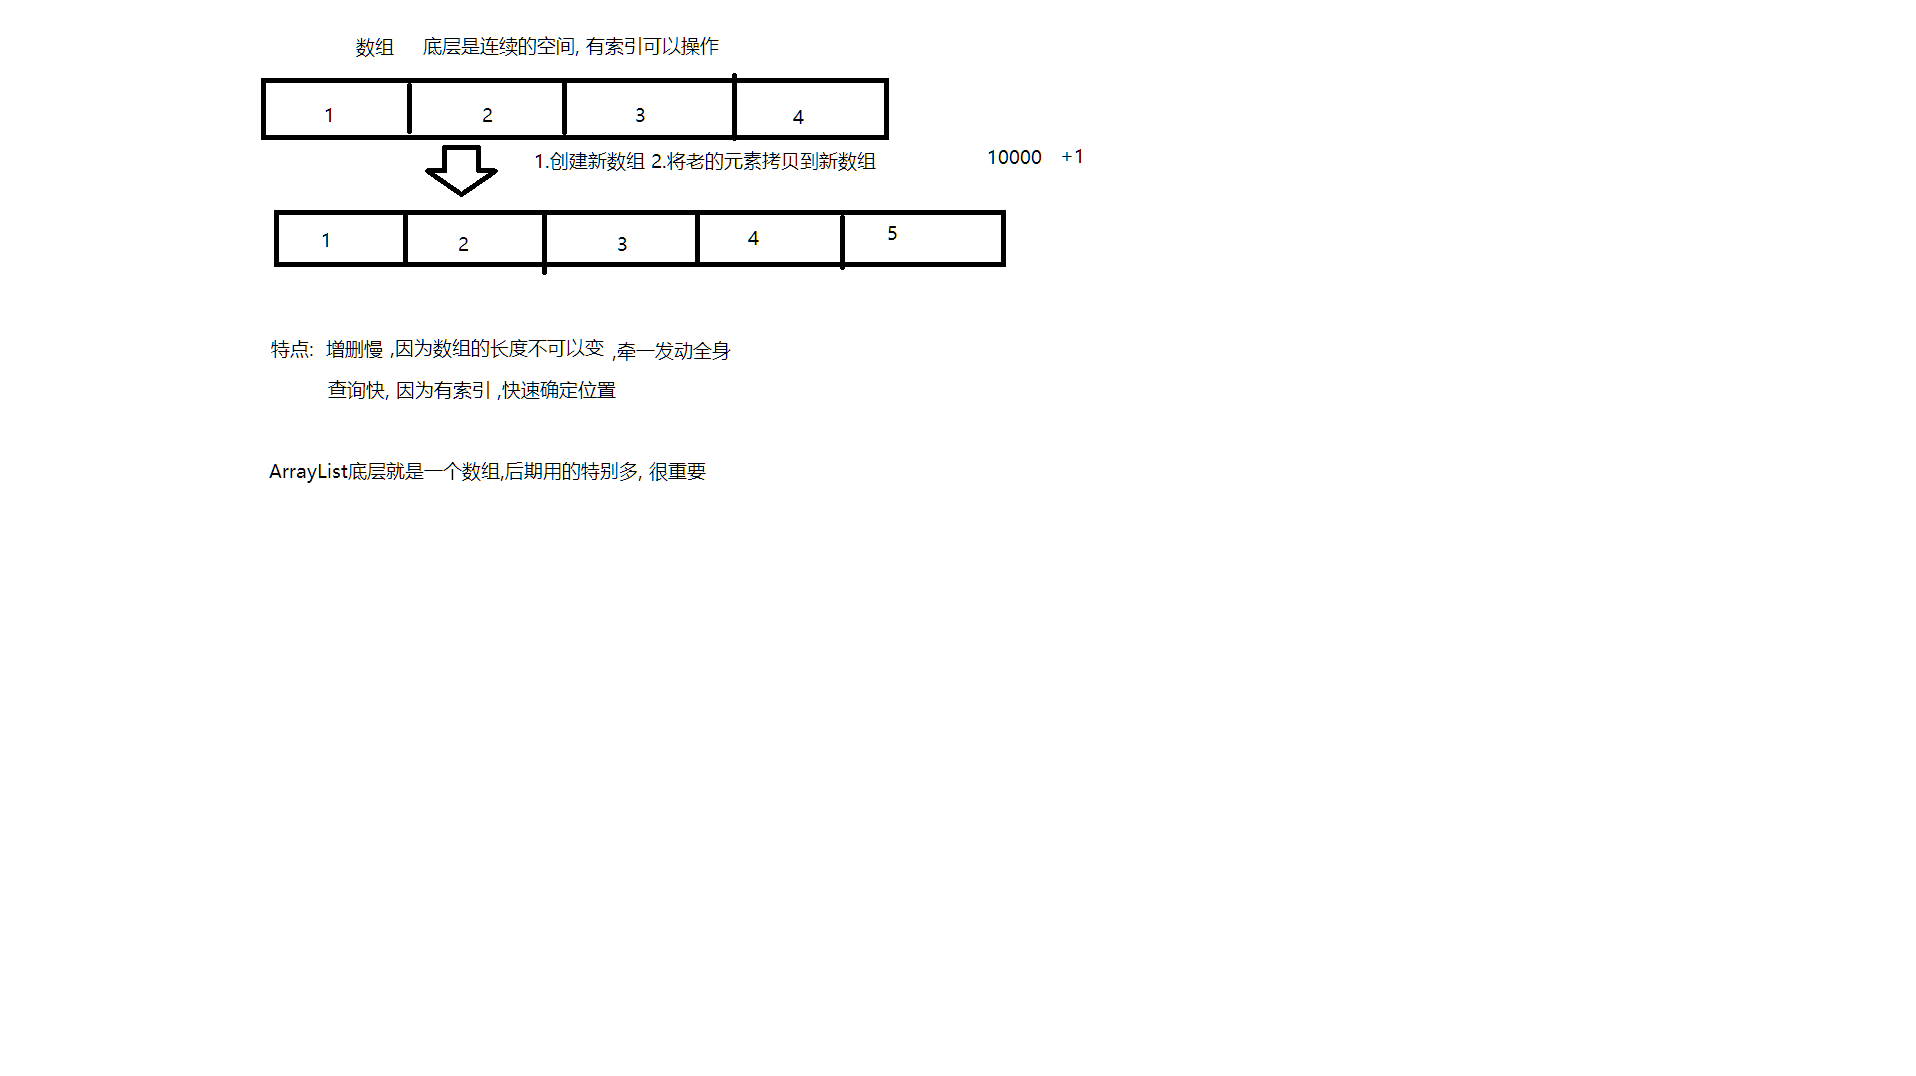 数组 底层是连续的空间, 有索引可以操作
1 2 3 4
1.创建新数组 2.将老的元素拷贝到新数组 10000 +1
1 2 3 4 5
特点: 增删慢 ,因为数组的长度不可以变 ,牵一发动全身
查询快, 因为有索引 ,快速确定位置
ArrayList底层就是一个数组,后期用的特别多, 很重要